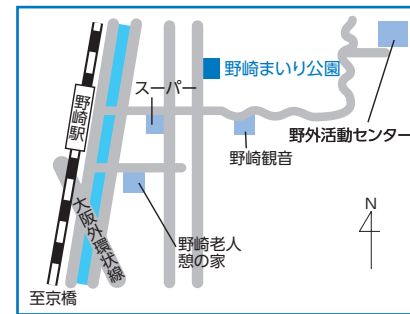 野崎まいり公園
スーパー
野崎駅
野外活動センター
野崎観音
大阪外環状線
野崎老人
憩の家
N
至京橋